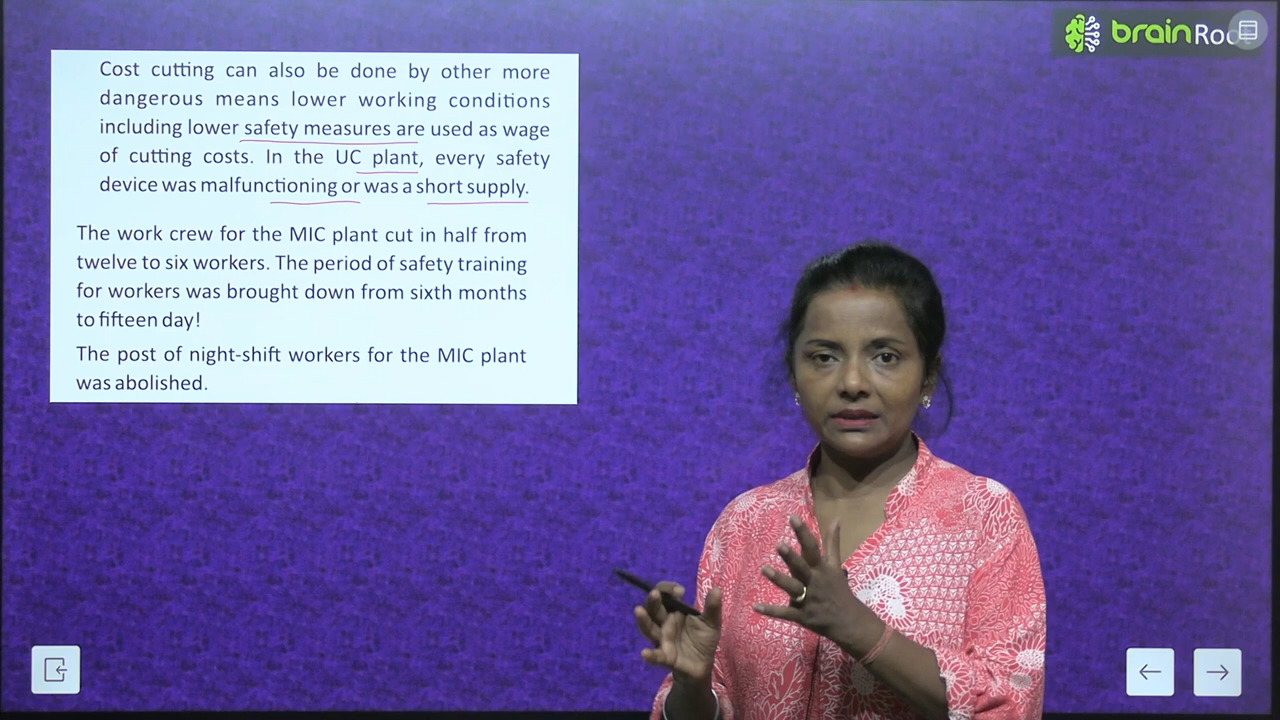 brainRoo
Cost cutting can also be done by other more
dangerous means lower working conditions
including lower safety measures are used as wage
of cutting costs. In the UC plant, every safety
device was malfunctioning or was a short supply.
The work crew for the MIC plant cut in half from
twelve to six workers. The period of safety training
for workers was brought down from sixth months
to fifteen day!
The post of night-shift workers for the MIC plant
was abolished.